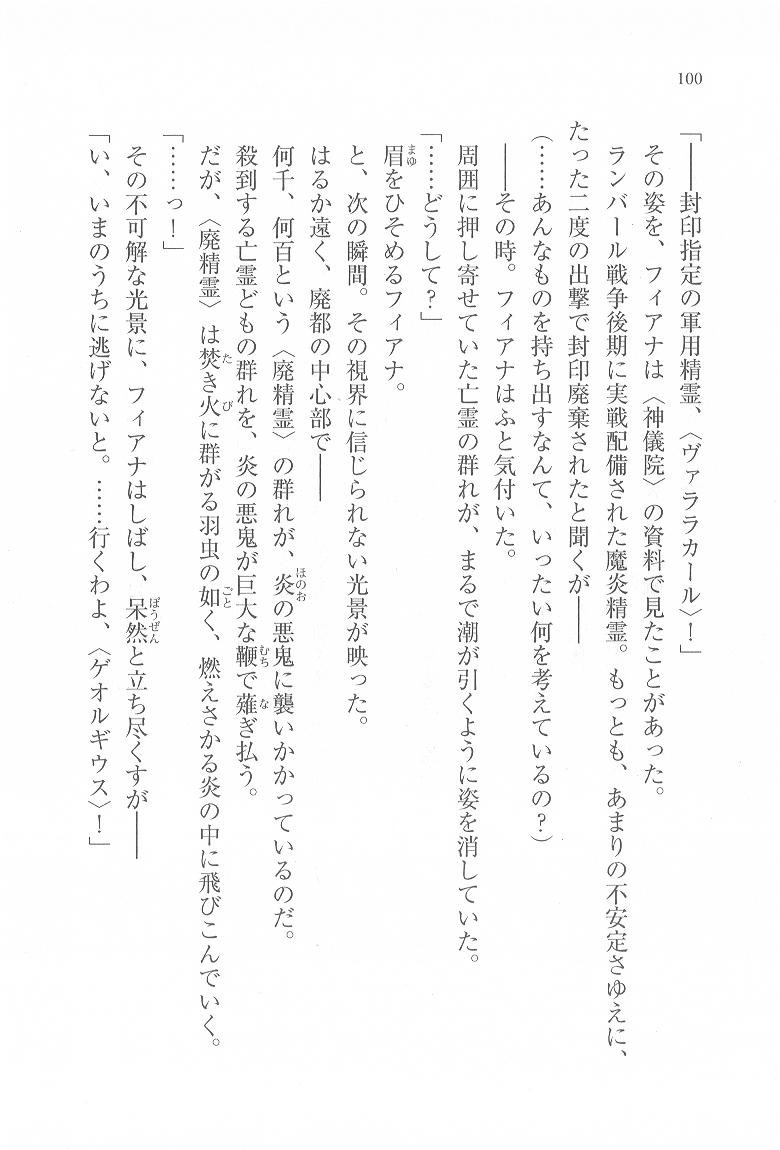 100
「――封印指定の軍用精霊、〈ヴァララカール〉！」
その姿を、フィアナは〈神儀院〉の資料で見たことがあった。
ランバール戦争後期に実戦配備された魔炎精霊。もっとも、あまりの不安定さゆえに、
たった二度の出撃で封印廃棄されたと聞くが――
（……あんなものを持ち出すなんて、いったい何を考えているの？）
――その時。フィアナはふと気付いた。
周囲に押し寄せていた亡霊の群れが、まるで潮が引くように姿を消していた。
「……どうして？」
眉をひそめるフィアナ。
と、次の瞬間。その視界に信じられない光景が映った。
はるか遠く、廃都の中心部で――
何千、何百という〈廃精霊〉の群れが、炎の悪鬼に襲いかかっているのだ。
殺到する亡霊どもの群れを、炎の悪鬼が巨大な鞭で薙ぎ払う。
だが、〈廃精霊〉は焚き火に群がる羽虫の如く、燃えさかる炎の中に飛びこんでいく。
「……っ！」
その不可解な光景に、フィアナはしばし、呆然と立ち尽くすが――
「い、いまのうちに逃げないと。……行くわよ、〈ゲオルギウス〉！」